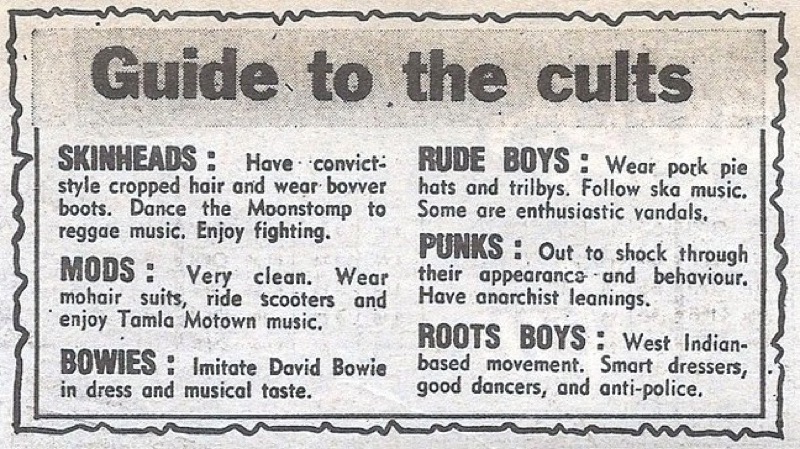 Guide to the cults
SKINHEADS : Have convict-
style cropped hair and wear bovver
boots. Dance the Moonstomp to
reggae music. Enjoy fighting.
MODS : Very clean. Wear
mohair suits, ride scooters and
enjoy Tamla Motown music.
BOWIES : Imitate David Bowie
in dress and musical taste.
RUDE BOYS : Wear pork pie
hats and trilbys. Follow ska music.
Some are enthusiastic vandals.
PUNKS : Out to shock through
their appearance and behaviour.
Have anarchist leanings.
ROOTS BOYS : West Indian-
based movement. Smart dressers,
good dancers, and anti-police.